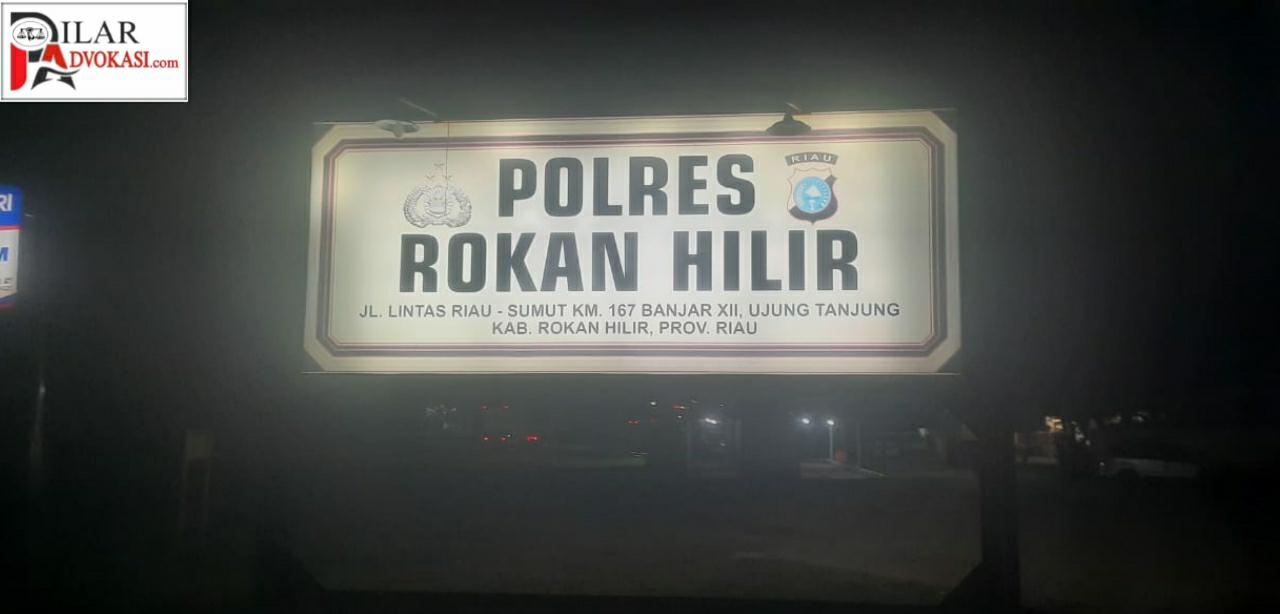 PILAR
ADVOKASI.com
RIAU
POLRES
ROKAN HILIR
JL. LINTAS RIAU - SUMUT KM. 167 BANJAR XII, UJUNG TANJUNG
KAB. ROKAN HILIR, PROV. RIAU
RI
M